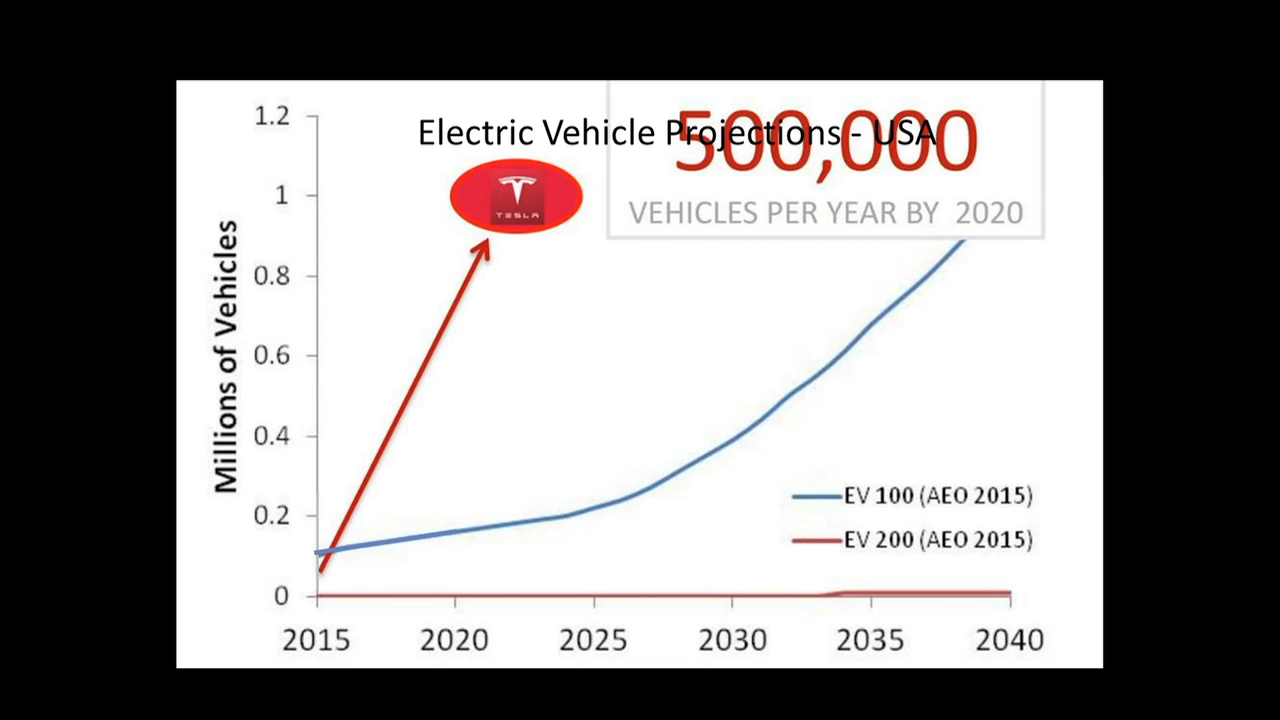 Electric Vehicle Projections - USA
500,000
VEHICLES PER YEAR BY 2020
TESLA
Millions of Vehicles
1.2
1
0.8
0.6
0.4
0.2
0
EV 100 (AEO 2015)
EV 200 (AEO 2015)
2015 2020 2025 2030 2035 2040